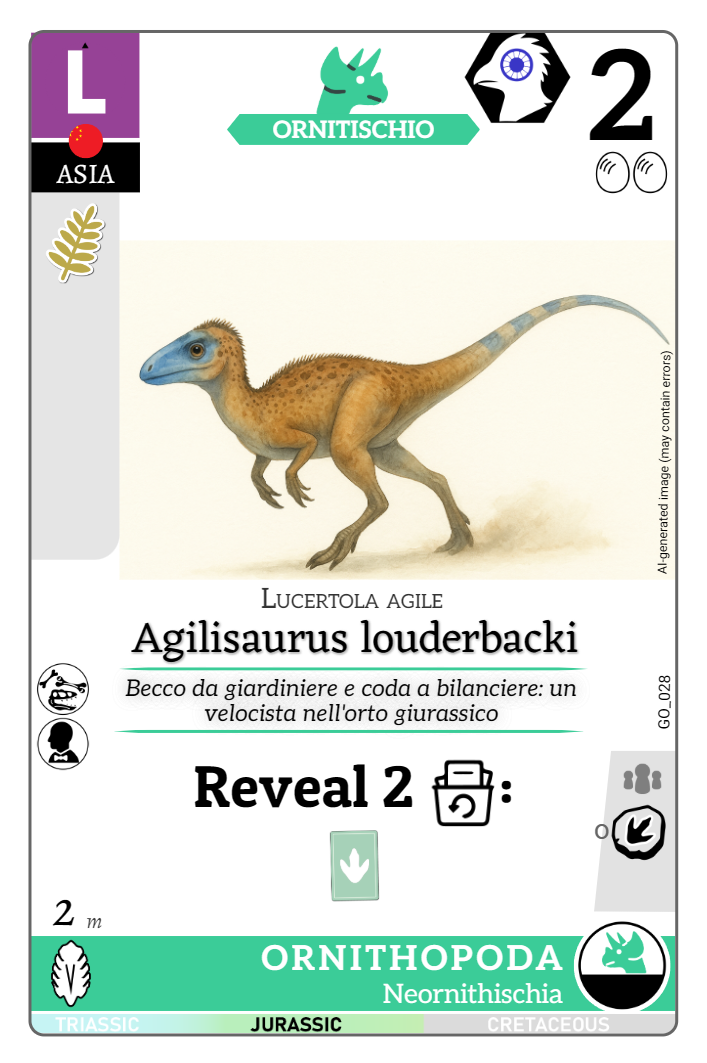 L
ASIA
ORNITISCHIO
2
AI-generated image (may contain errors)
Lucertola agile
Agilisaurus louderbacki
Becco da giardiniere e coda a bilanciere: un
velocista nell'orto giurassico
GO_028
Reveal 2 :
O
2 m
ORNITHOPODA
Neornithischia
TRIASSIC
JURASSIC
CRETACEOUS